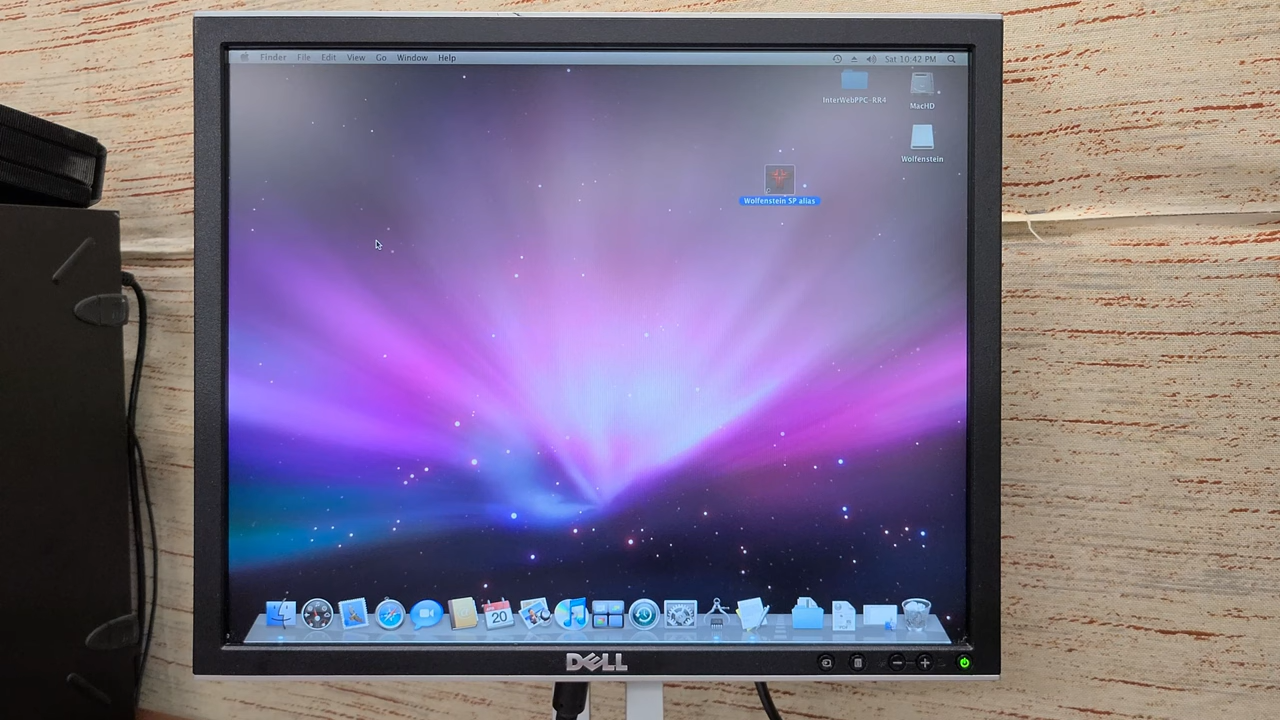 Finder File Edit View Go Window Help Sat 10:42 PM
InterWebPPC-RR4
MacHD
Wolfenstein
Wolfenstein SP alias
20
DELL